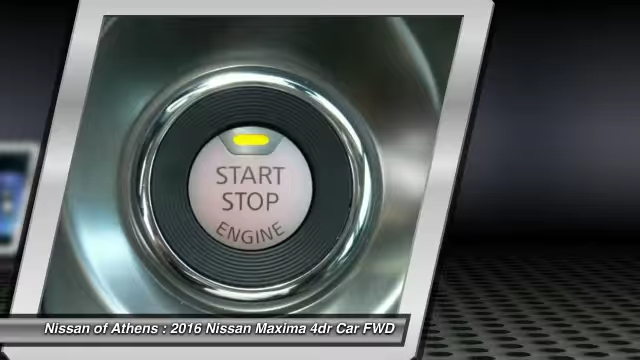 START
STOP
ENGINE
Nissan of Athens : 2016 Nissan Maxima 4dr Car FWD